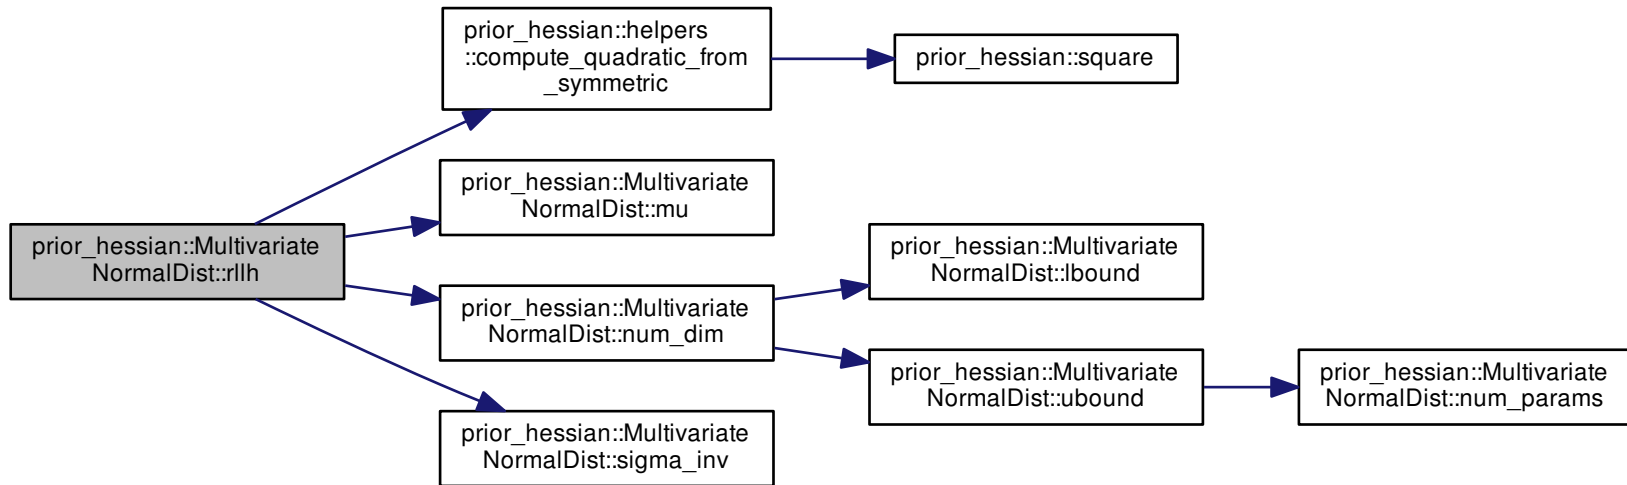 prior_hessian::helpers
::compute_quadratic_from
_symmetric
prior_hessian::square
prior_hessian::Multivariate
NormalDist::mu
prior_hessian::Multivariate
NormalDist::rllh
prior_hessian::Multivariate
NormalDist::lbound
prior_hessian::Multivariate
NormalDist::num_dim
prior_hessian::Multivariate
NormalDist::ubound
prior_hessian::Multivariate
NormalDist::num_params
prior_hessian::Multivariate
NormalDist::sigma_inv